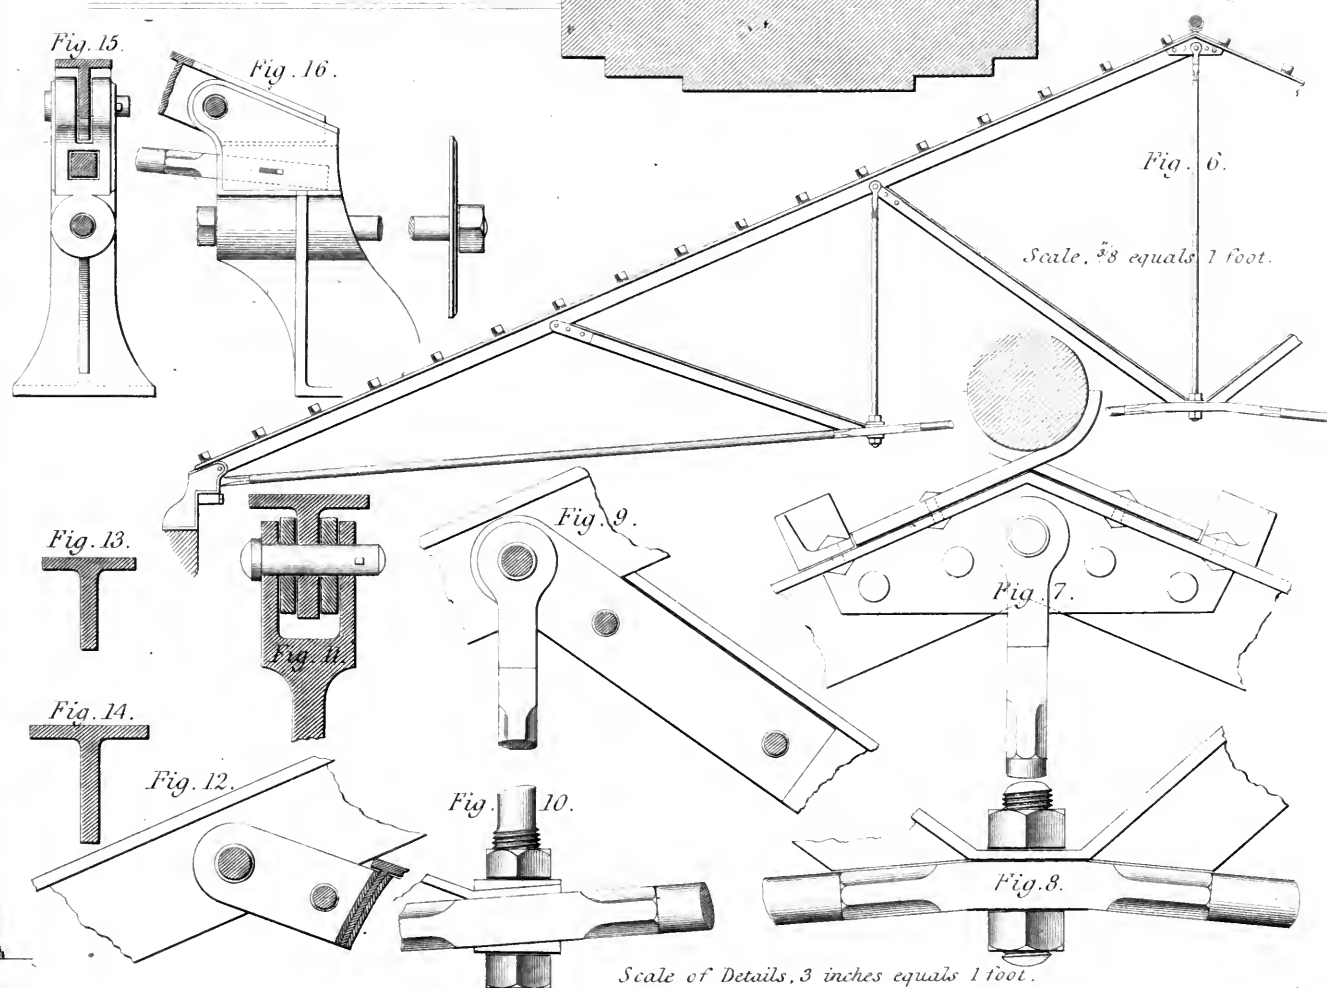 Fig. 15.
Fig. 16.
Fig. 6.
Scale, 3/8" equals 1 foot.
Fig. 9.
Fig. 13.
Fig. 7.
Fig. 11.
Fig. 14.
Fig. 12.
Fig. 10.
Fig. 8.
Scale of Details, 3 inches equals 1 foot.